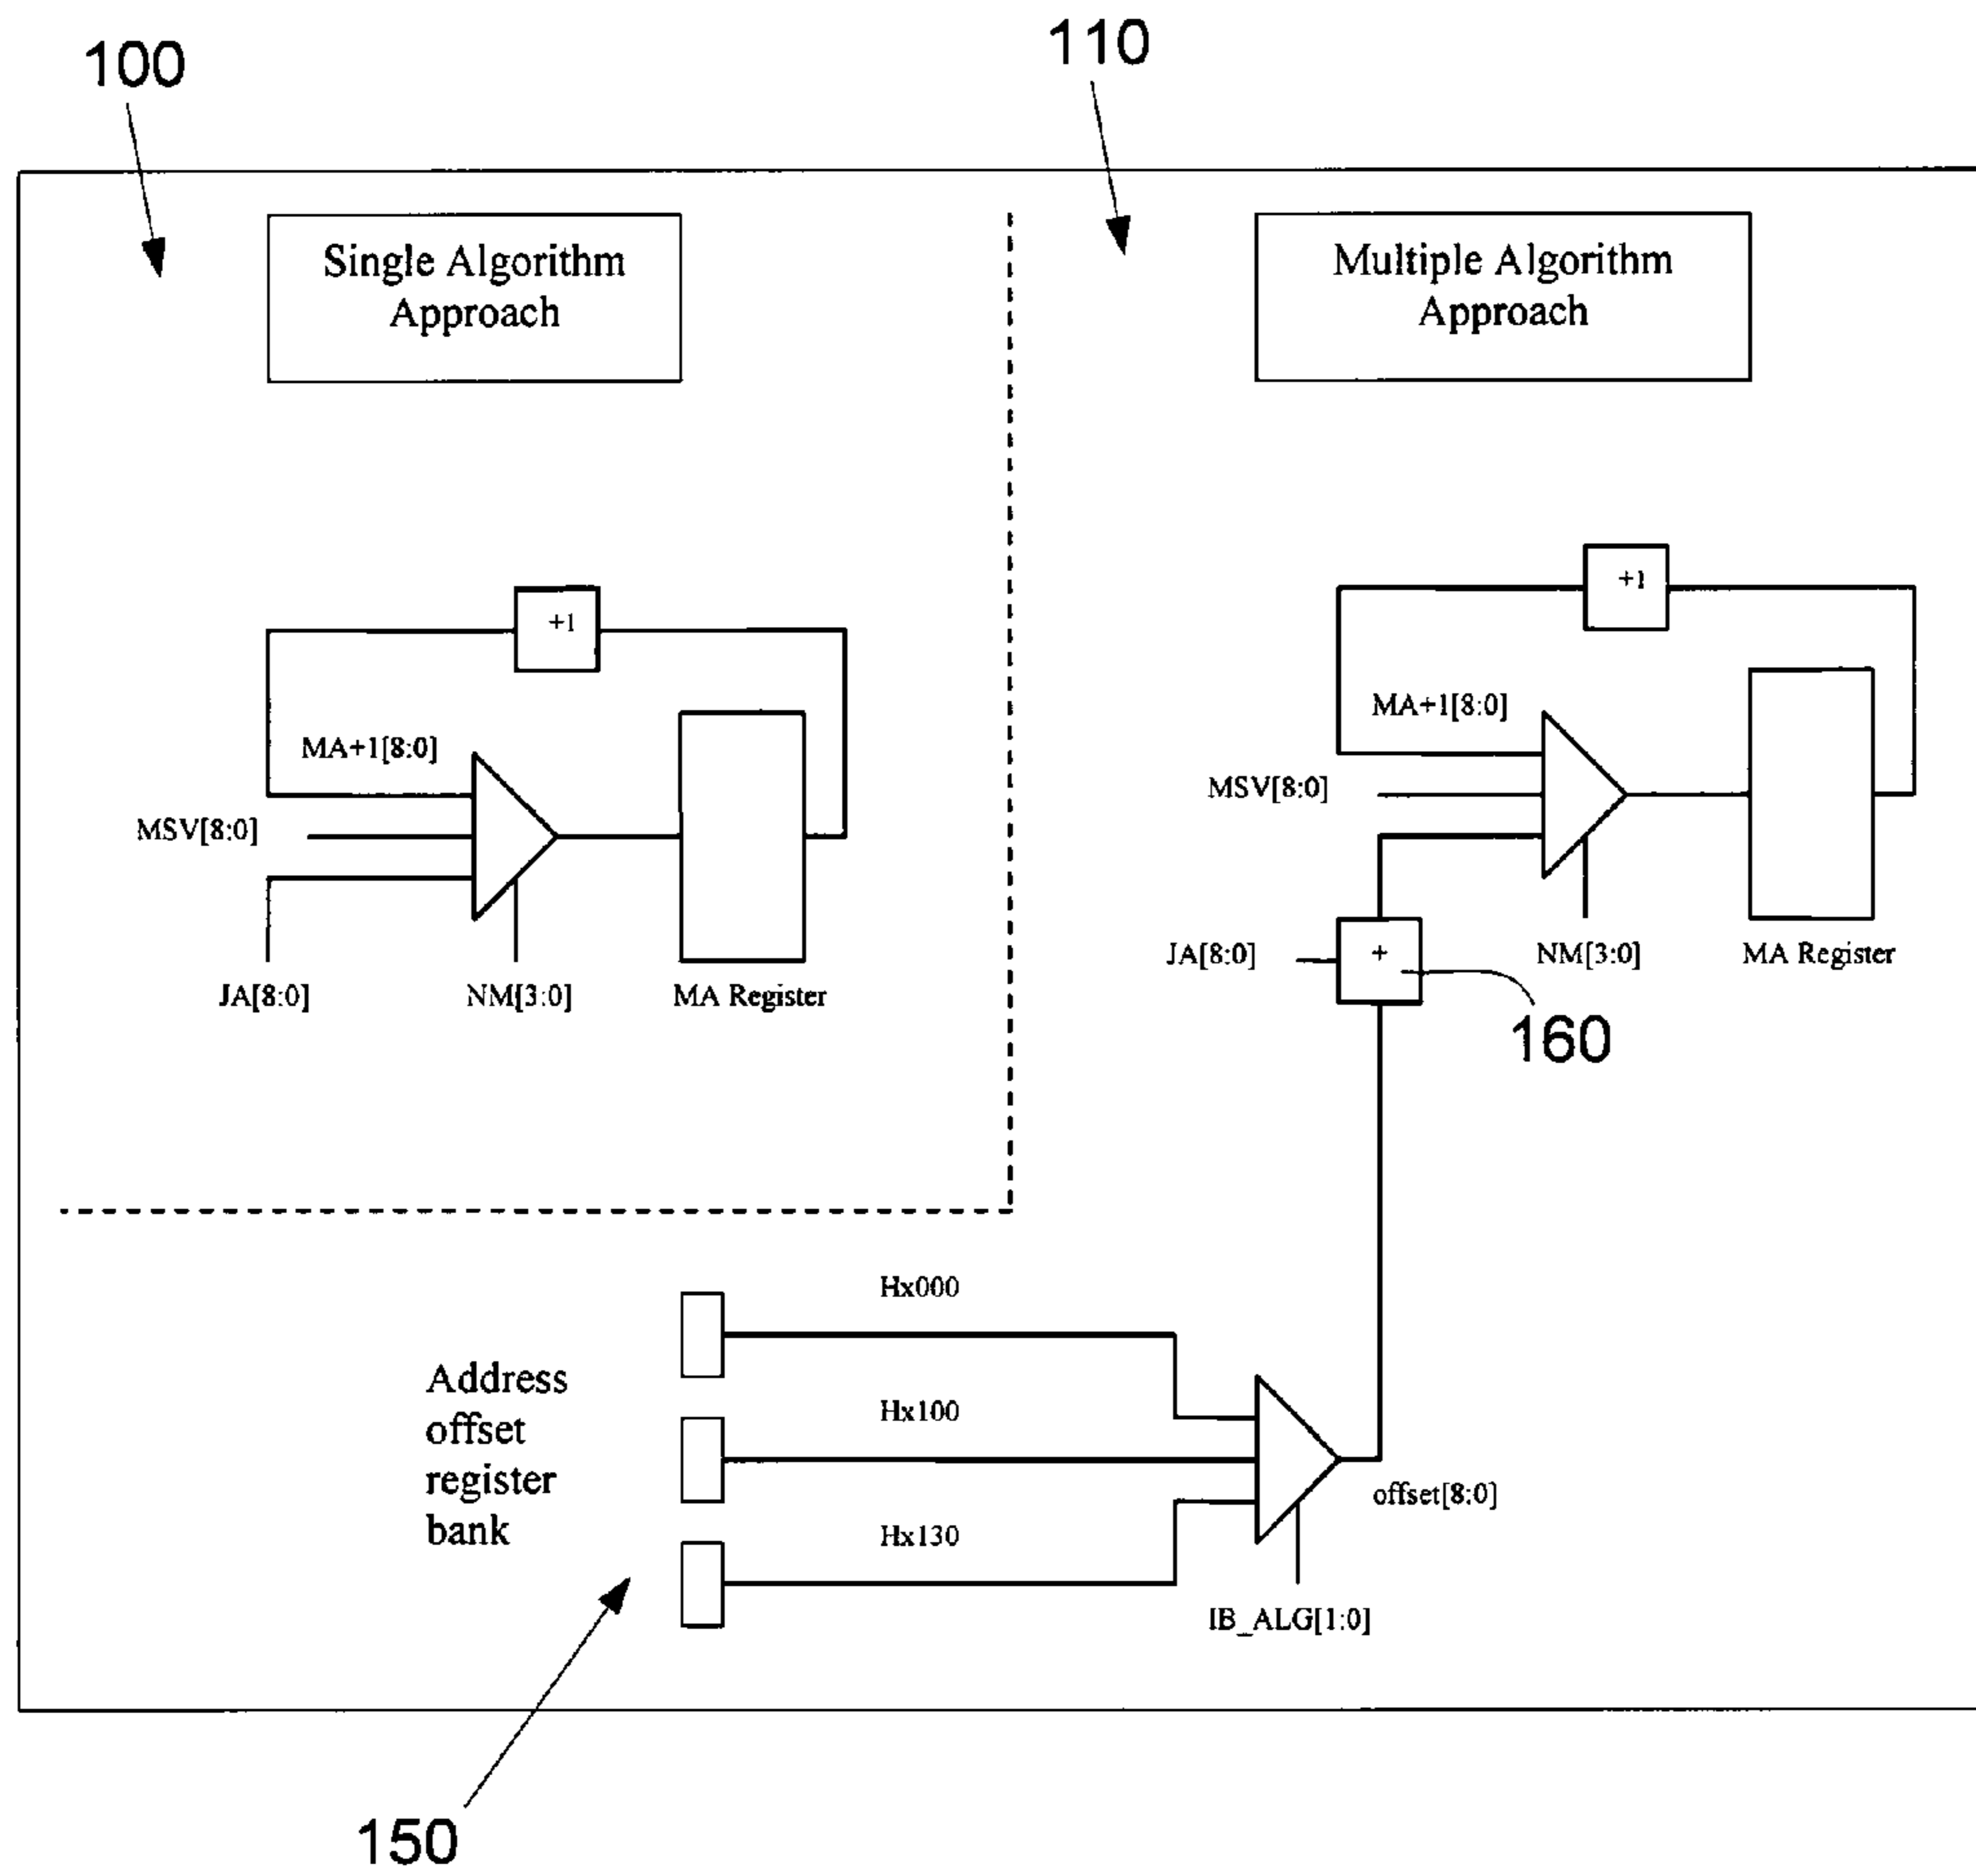 100
110
Single Algorithm
Approach
Multiple Algorithm
Approach
+1
MA+1[8:0]
MSV[8:0]
JA[8:0]
NM[3:0]
MA Register
+1
MA+1[8:0]
MSV[8:0]
JA[8:0]
+
NM[3:0]
MA Register
160
Address
offset
register
bank
Hx000
Hx100
Hx130
offset[8:0]
IB_ALG[1:0]
150